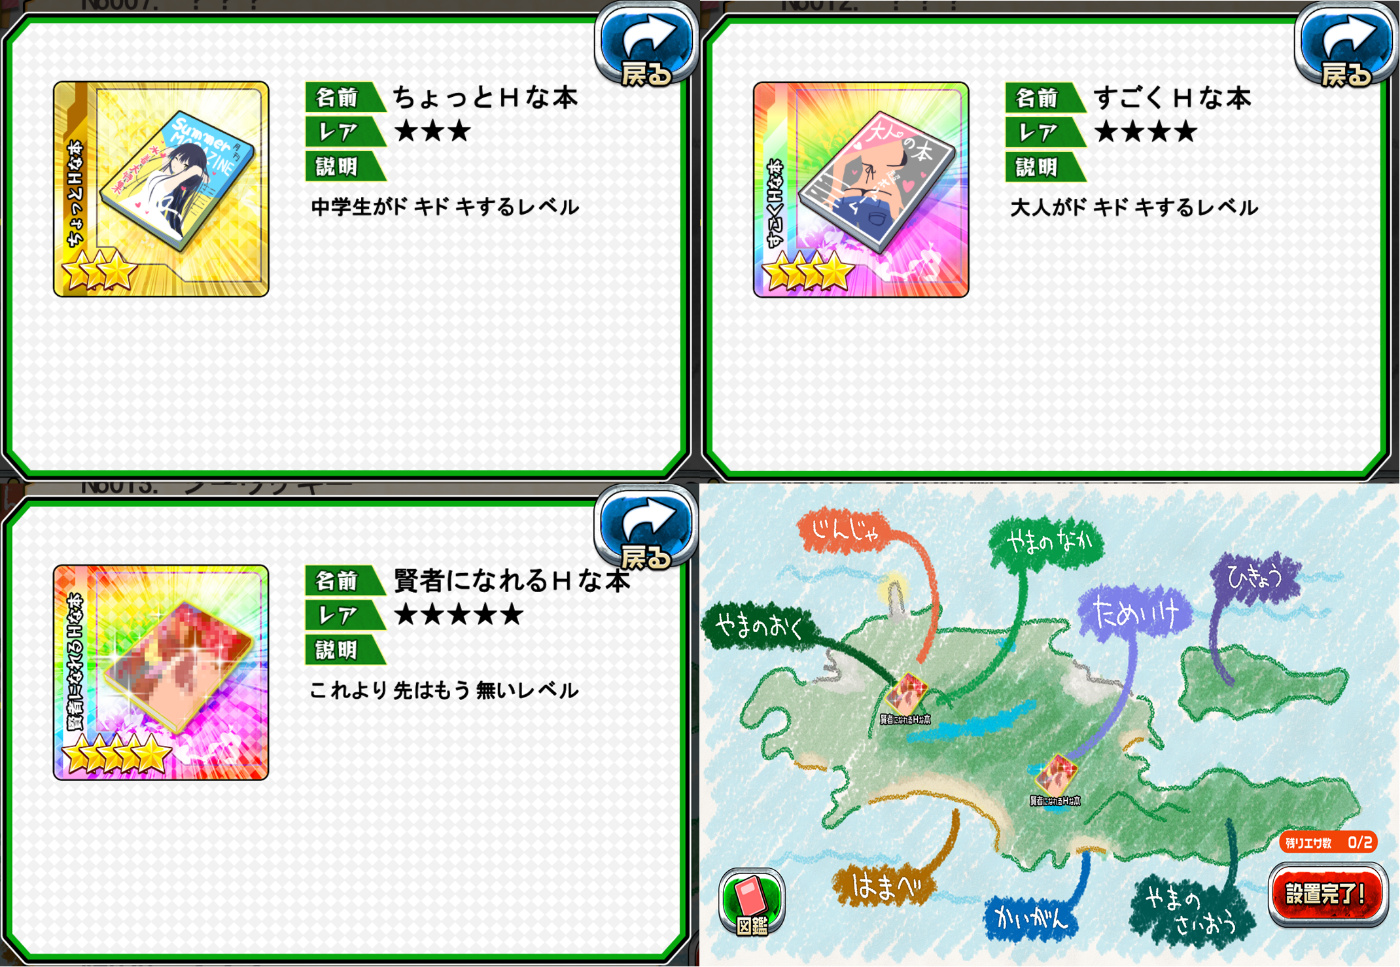 戻る
名前 ちょっとHな本
レア ★★★
説明
中学生がドキドキするレベル
ちょっとHな本
Summer
MAGAZINE
戻る
名前 すごくHな本
レア ★★★★
説明
大人がドキドキするレベル
すごくHな本
大人の本
No013.
戻る
名前 賢者になれるHな本
レア ★★★★★
説明
これより先はもう無いレベル
賢者になれるHな本
じんじゃ
やまのなか
ひきょう
ためいけ
やまのおく
賢者になれるHな本
賢者になれるHな本
残りエサ数 0/2
はまべ
かいがん
やまの
さいおう
設置完了!
図鑑